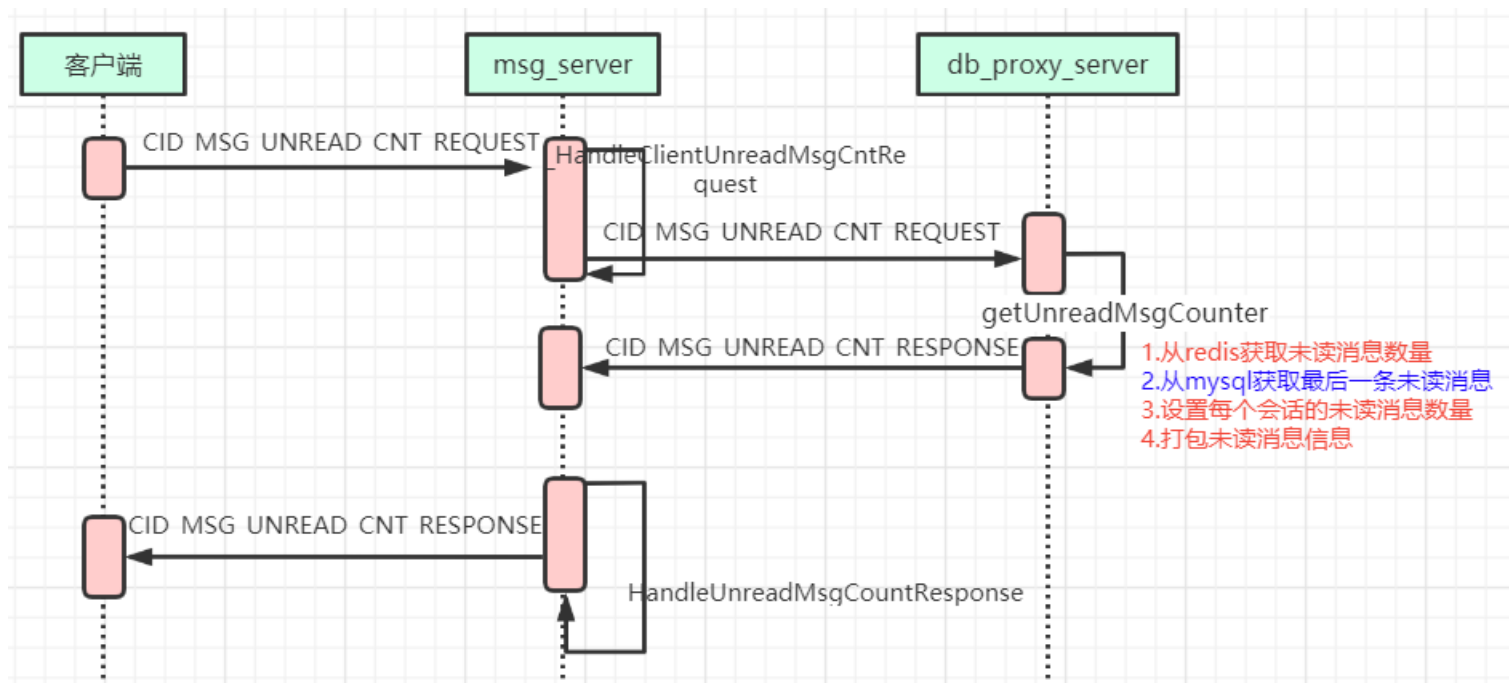 客户端
msg_server
db_proxy_server
CID_MSG_UNREAD_CNT_REQUEST
_HandleClientUnreadMsgCntRe
quest
CID_MSG_UNREAD_CNT_REQUEST
getUnreadMsgCounter
CID_MSG_UNREAD_CNT_RESPONSE
1.从redis获取未读消息数量
2.从mysql获取最后一条未读消息
3.设置每个会话的未读消息数量
4.打包未读消息信息
CID_MSG_UNREAD_CNT_RESPONSE
HandleUnreadMsgCountResponse